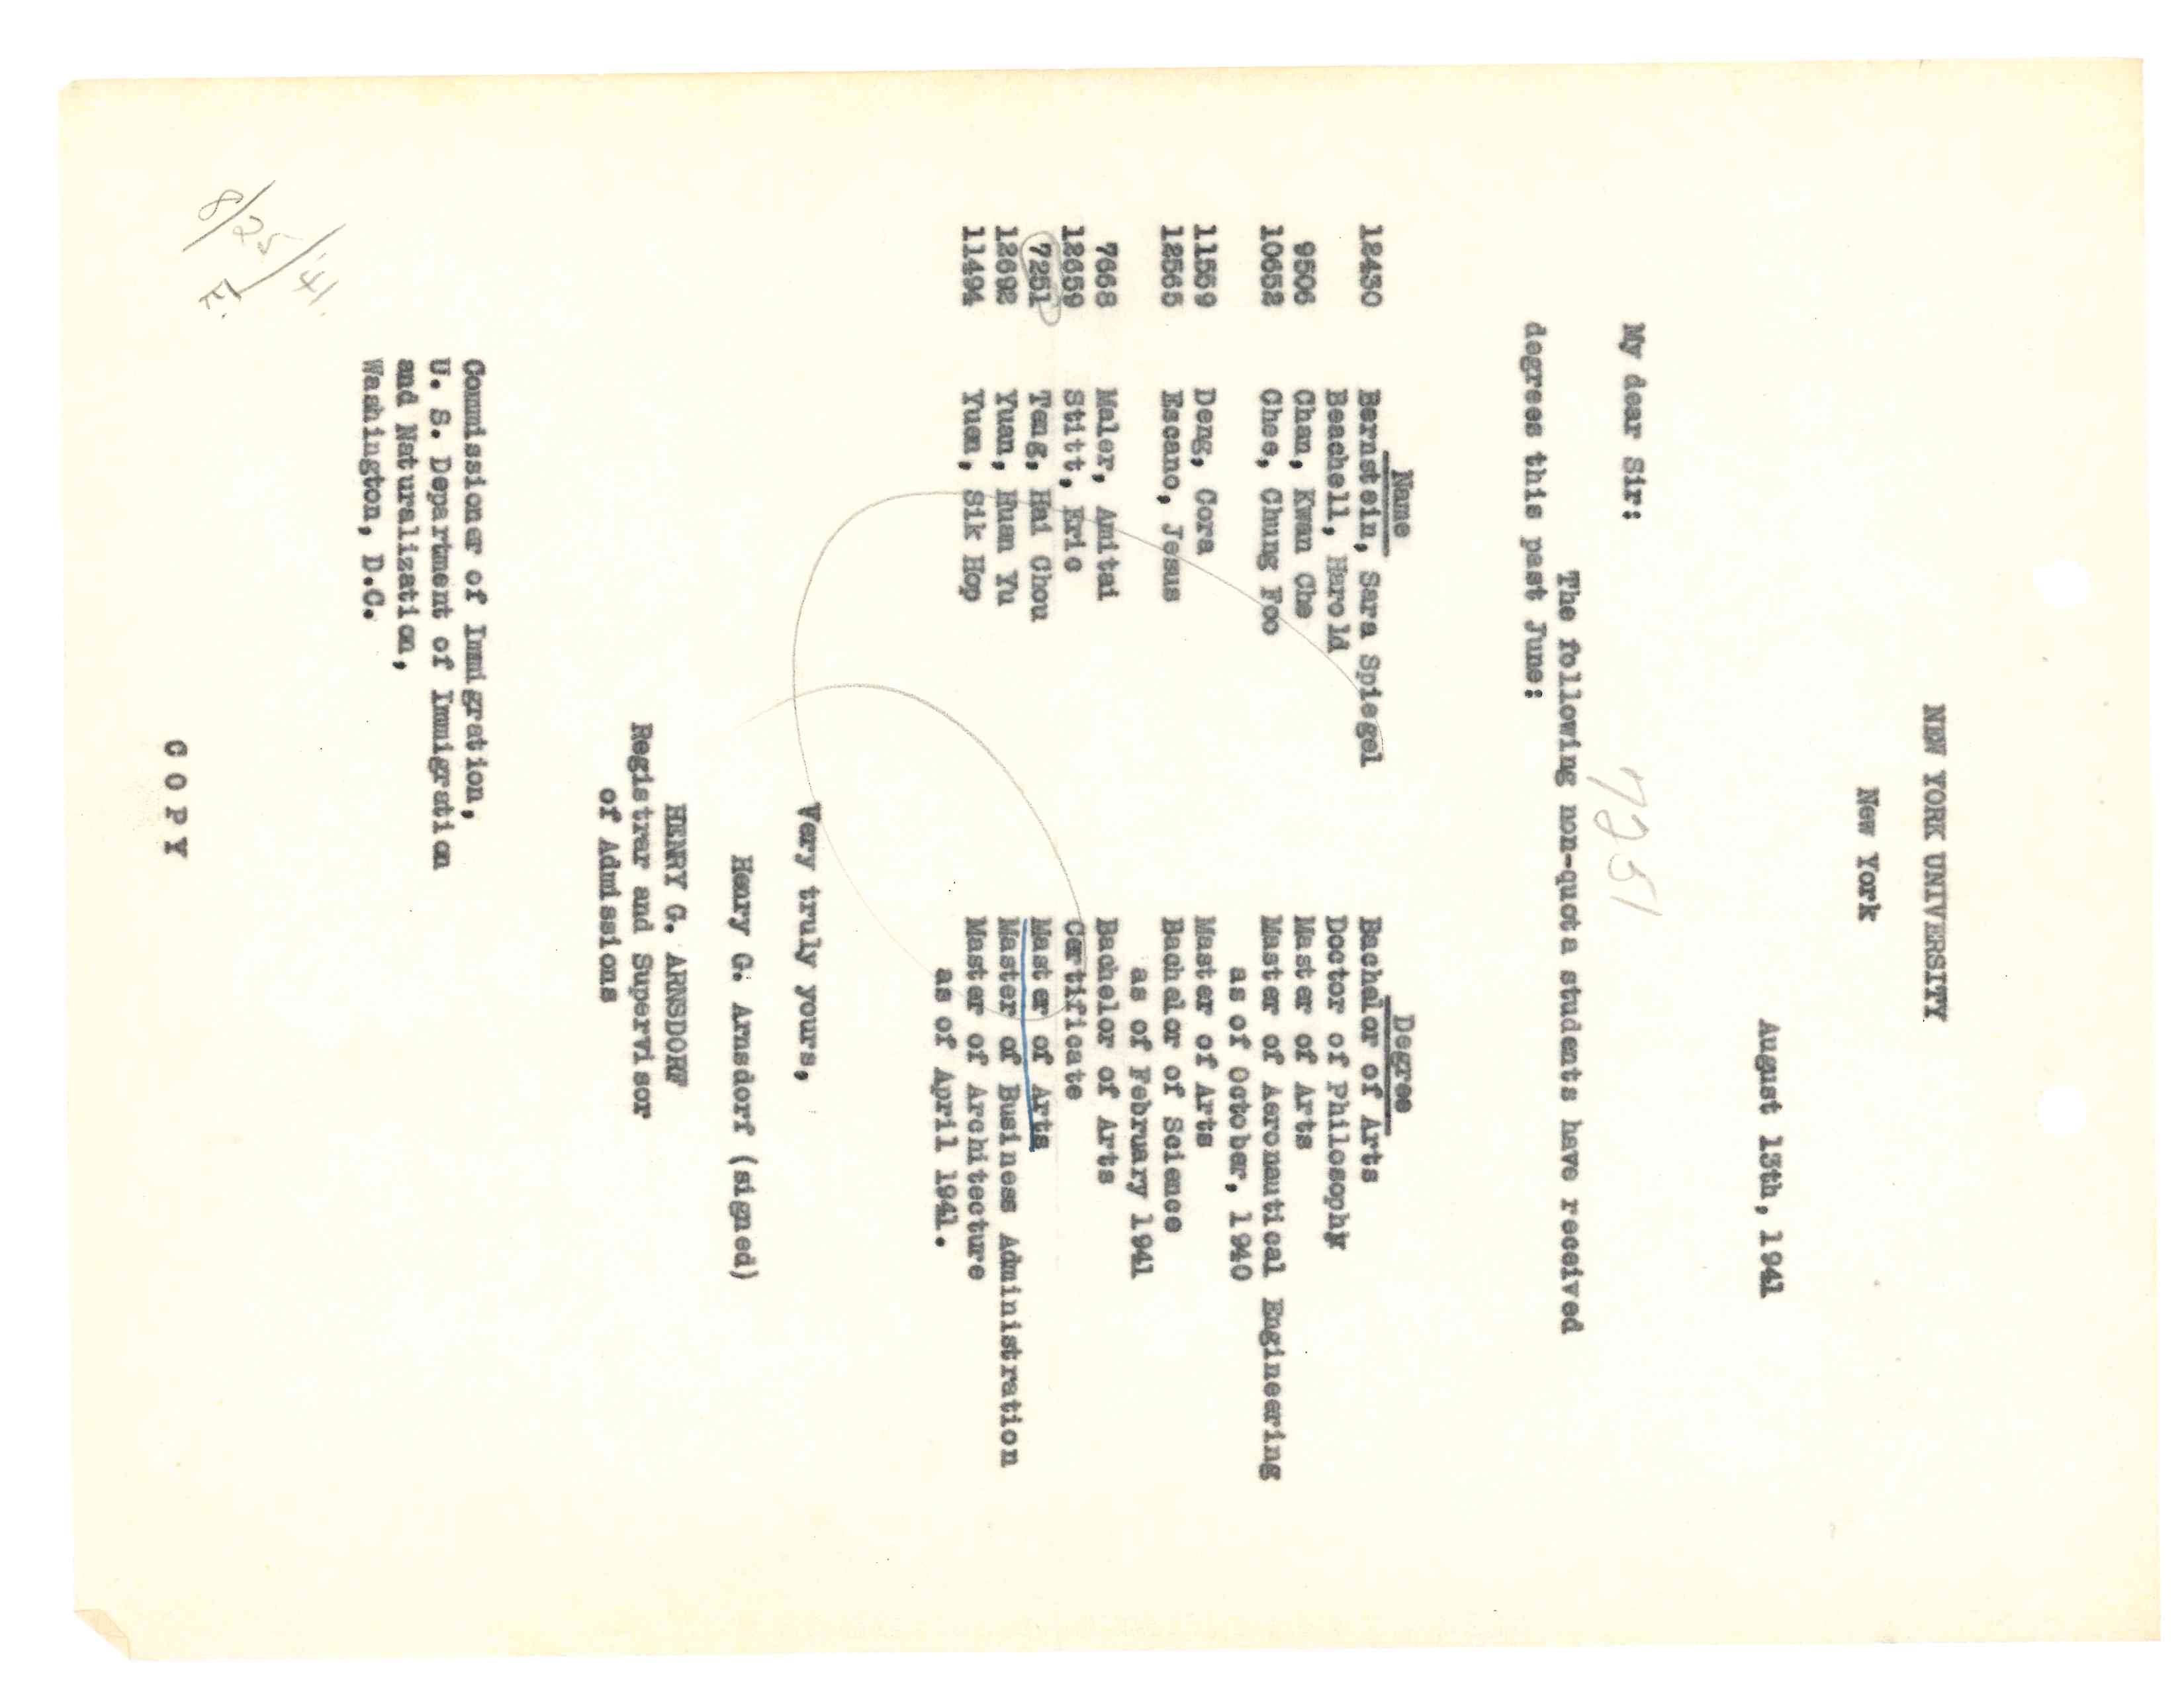 NEW YORK UNIVERSITY
New York
August 13th, 1941
7251
My dear Sir:
The following non-quota students have received
degrees this past June:
Name Degree
12430 Bernstein, Sara Spiegel Bachelor of Arts
Beachell, Harold Doctor of Philosophy
9506 Chan, Kwan Che Master of Arts
10652 Chee, Chung Foo Master of Aeronautical Engineering
as of October, 1940
11559 Deng, Cora Master of Arts
12565 Escano, Jesus Bachelor of Science
as of February 1941
7668 Maler, Amitai Bachelor of Arts
12659 Stitt, Eric Certificate
7251 Teng, Hai Chou Master of Arts
12692 Yuan, Huan Yu Master of Business Administration
11494 Yuen, Sik Hop Master of Architecture
as of April 1941.
Very truly yours,
Henry G. Arnsdorf (signed)
HENRY G. ARNSDORF
Registrar and Supervisor
of Admissions
Commissioner of Immigration,
U. S. Department of Immigration
and Naturalization,
Washington, D.C.
8/25/41.
COPY